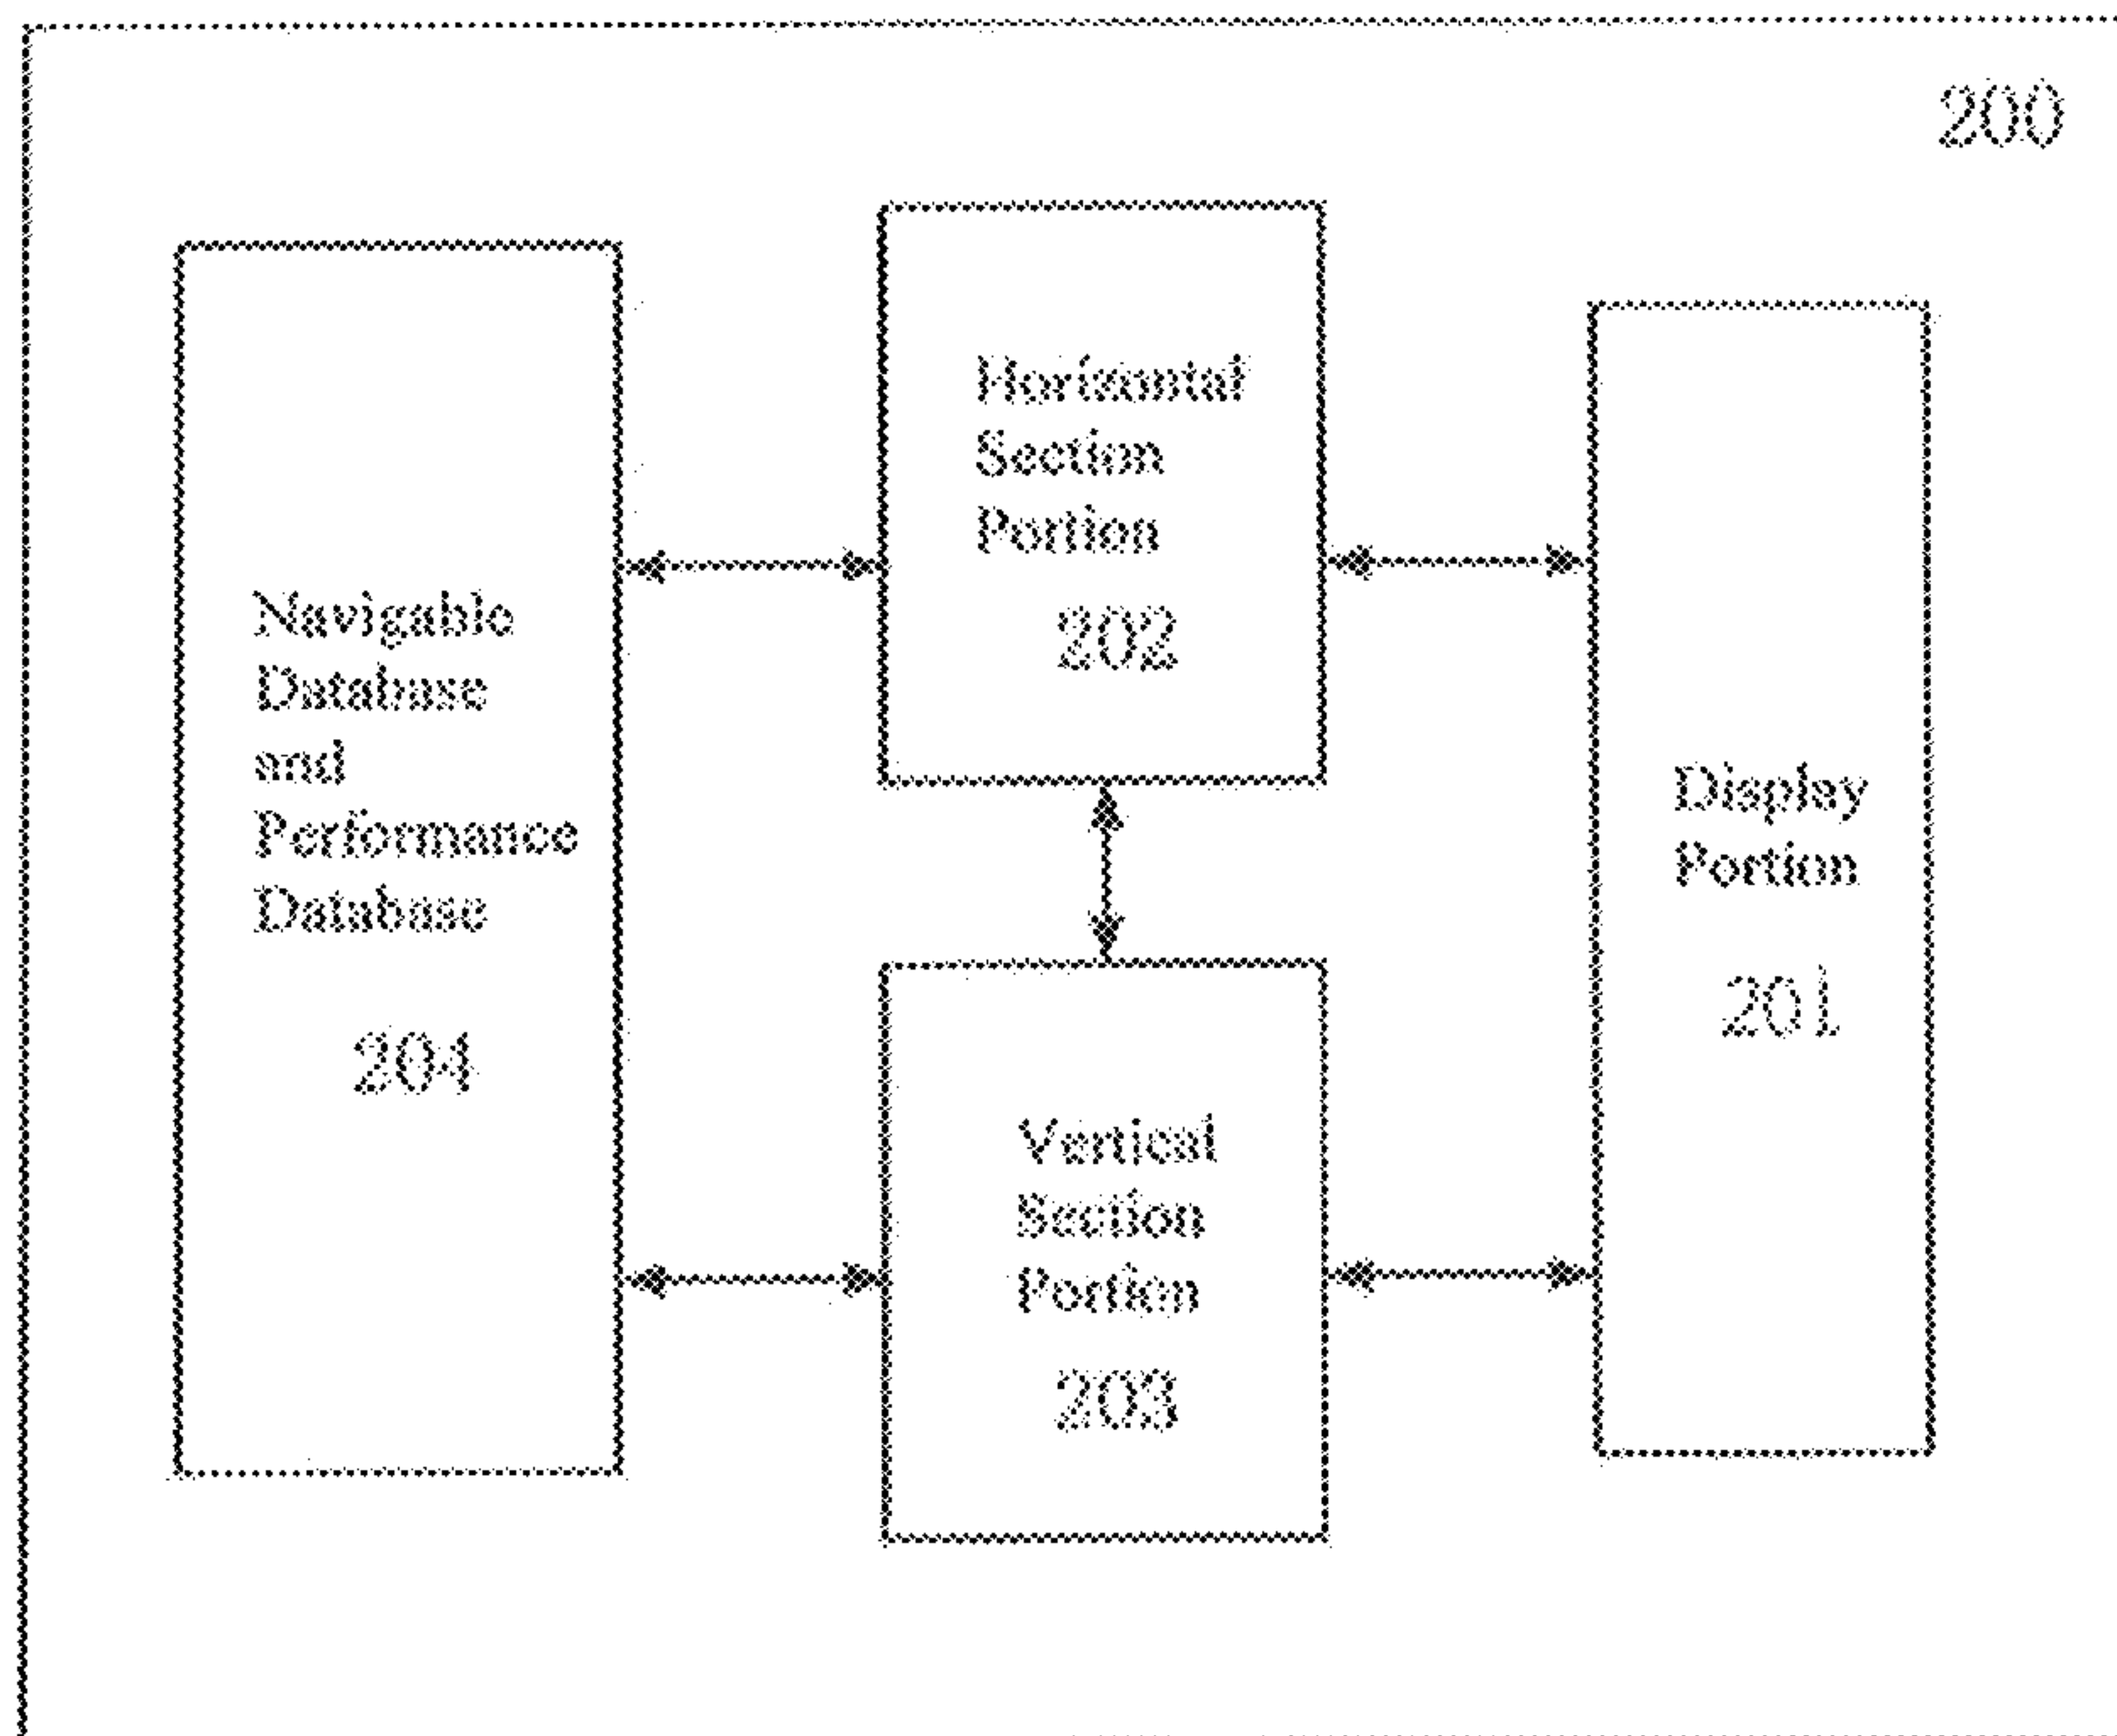 200
Navigable
Database
and
Performance
Database
204
Horizontal
Section
Portion
202
Vertical
Section
Portion
203
Display
Portion
201